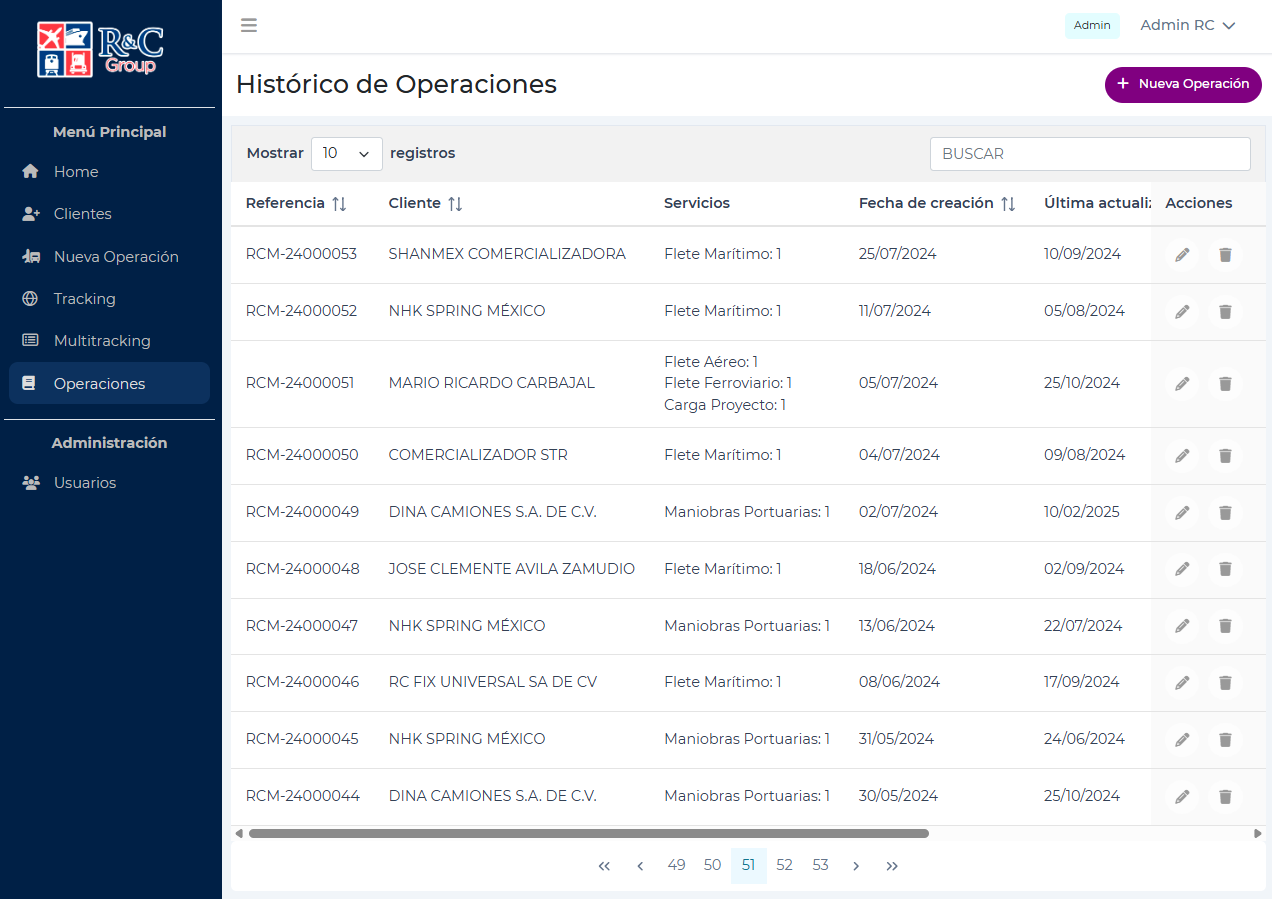 R&C
Group
Menú Principal
Home
Clientes
Nueva Operación
Tracking
Multitracking
Operaciones
Administración
Usuarios
Admin
Admin RC
Histórico de Operaciones
Nueva Operación
Mostrar 10 registros
BUSCAR
Referencia Cliente Servicios Fecha de creación Última actualiz Acciones
RCM-24000053 SHANMEX COMERCIALIZADORA Flete Marítimo: 1 25/07/2024 10/09/2024
RCM-24000052 NHK SPRING MÉXICO Flete Marítimo: 1 11/07/2024 05/08/2024
RCM-24000051 MARIO RICARDO CARBAJAL Flete Aéreo: 1
Flete Ferroviario: 1
Carga Proyecto: 1 05/07/2024 25/10/2024
RCM-24000050 COMERCIALIZADOR STR Flete Marítimo: 1 04/07/2024 09/08/2024
RCM-24000049 DINA CAMIONES S.A. DE C.V. Maniobras Portuarias: 1 02/07/2024 10/02/2025
RCM-24000048 JOSE CLEMENTE AVILA ZAMUDIO Flete Marítimo: 1 18/06/2024 02/09/2024
RCM-24000047 NHK SPRING MÉXICO Maniobras Portuarias: 1 13/06/2024 22/07/2024
RCM-24000046 RC FIX UNIVERSAL SA DE CV Flete Marítimo: 1 08/06/2024 17/09/2024
RCM-24000045 NHK SPRING MÉXICO Maniobras Portuarias: 1 31/05/2024 24/06/2024
RCM-24000044 DINA CAMIONES S.A. DE C.V. Maniobras Portuarias: 1 30/05/2024 25/10/2024
« ‹ 49 50 51 52 53 › »